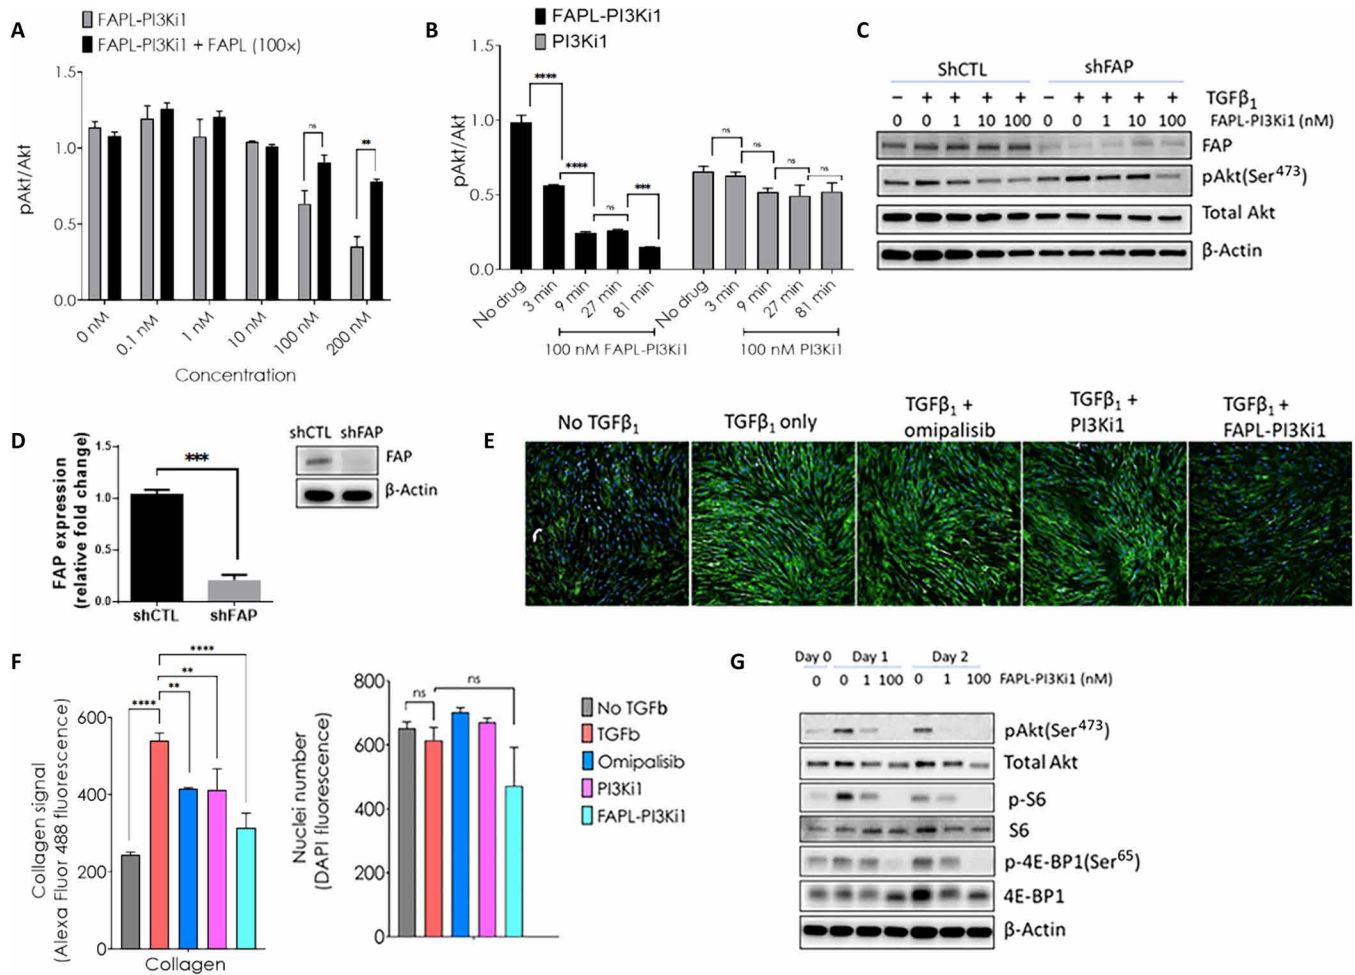 A
FAPL-PI3Ki1
FAPL-PI3Ki1 + FAPL (100×)
pAkt/Akt
1.5
1.0
0.5
0.0
ns
**
0 nM
0.1 nM
1 nM
10 nM
100 nM
200 nM
Concentration
B
FAPL-PI3Ki1
PI3Ki1
pAkt/Akt
1.5
1.0
0.5
0.0
****
****
ns
***
ns
ns
ns
ns
No drug
3 min
9 min
27 min
81 min
No drug
3 min
9 min
27 min
81 min
100 nM FAPL-PI3Ki1
100 nM PI3Ki1
C
ShCTL
shFAP
− + + + + − + + + + TGFβ1
0 0 1 10 100 0 0 1 10 100 FAPL-PI3Ki1 (nM)
FAP
pAkt(Ser473)
Total Akt
β-Actin
D
FAP expression
(relative fold change)
1.5
1.0
0.5
0.0
***
shCTL
shFAP
shCTL shFAP
FAP
β-Actin
E
No TGFβ1
TGFβ1 only
TGFβ1 +
omipalisib
TGFβ1 +
PI3Ki1
TGFβ1 +
FAPL-PI3Ki1
F
Collagen signal
(Alexa Fluor 488 fluorescence)
600
400
200
0
****
**
**
****
Collagen
Nuclei number
(DAPI fluorescence)
800
600
400
200
0
ns
ns
No TGFb
TGFb
Omipalisib
PI3Ki1
FAPL-PI3Ki1
G
Day 0 Day 1 Day 2
0 0 1 100 0 1 100 FAPL-PI3Ki1 (nM)
pAkt(Ser473)
Total Akt
p-S6
S6
p-4E-BP1(Ser65)
4E-BP1
β-Actin